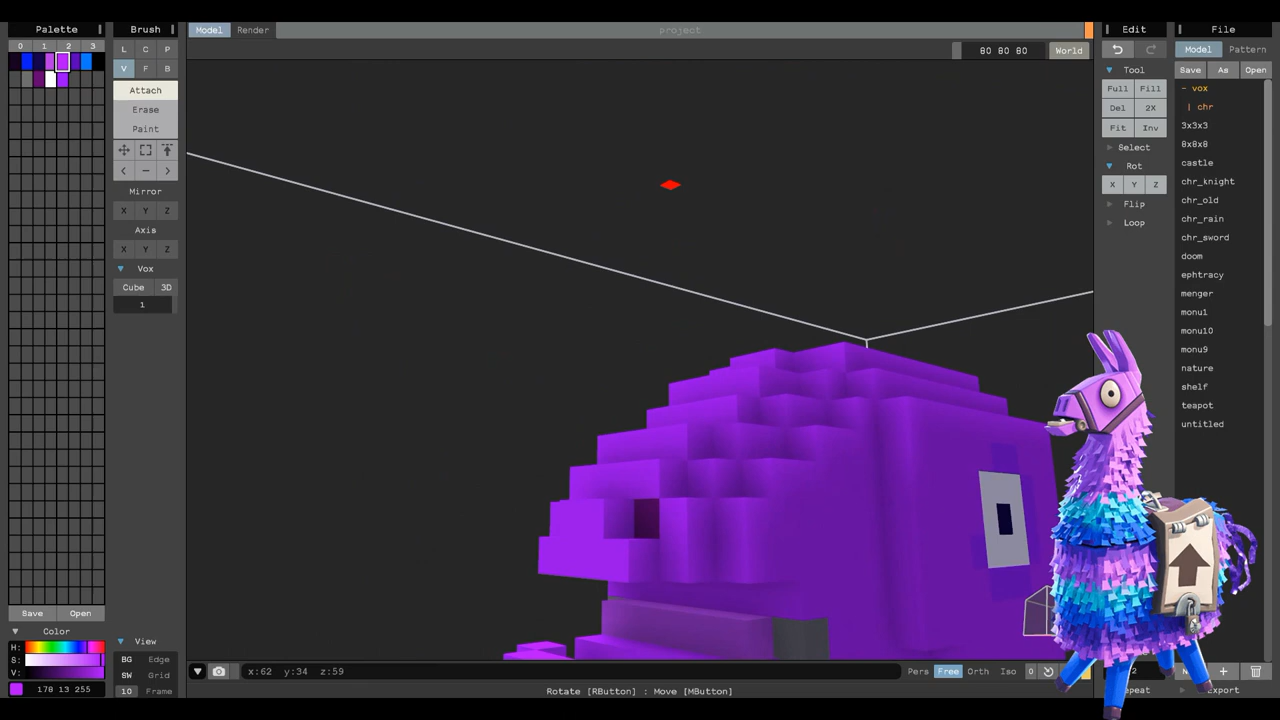 Palette
0 1 2 3
Save Open
Color
H:
S:
V:
178 13 255
Brush
L C P
V F B
Attach
Erase
Paint
< — >
Mirror
X Y Z
Axis
X Y Z
Vox
Cube 3D
1
View
BG Edge
SW Grid
10 Frame
Model Render
project
80 80 80 World
x:62 y:34 z:59
Pers Free Orth Iso 0
Rotate [RButton] : Move [MButton]
Edit
Tool
Full Fill
Del 2X
Fit Inv
Select
Rot
X Y Z
Flip
Loop
2
File
Model Pattern
Save As Open
- vox
| chr
3x3x3
8x8x8
castle
chr_knight
chr_old
chr_rain
chr_sword
doom
ephtracy
menger
monu1
monu10
monu9
nature
shelf
teapot
untitled
+
Export